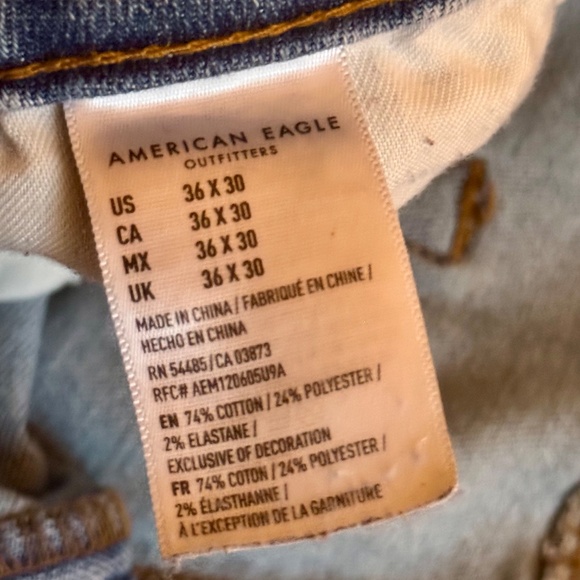 AMERICAN EAGLE
OUTFITTERS
US 36 X 30
CA 36 X 30
MX 36 X 30
UK 36 X 30
MADE IN CHINA / FABRIQUÉ EN CHINE /
HECHO EN CHINA
RN 54485/CA 03873
RFC# AEM120605U9A
EN 74% COTTON / 24% POLYESTER /
2% ELASTANE /
EXCLUSIVE OF DECORATION
FR 74% COTON / 24% POLYESTER /
2% ÉLASTHANNE /
À L'EXCEPTION DE LA GARNITURE